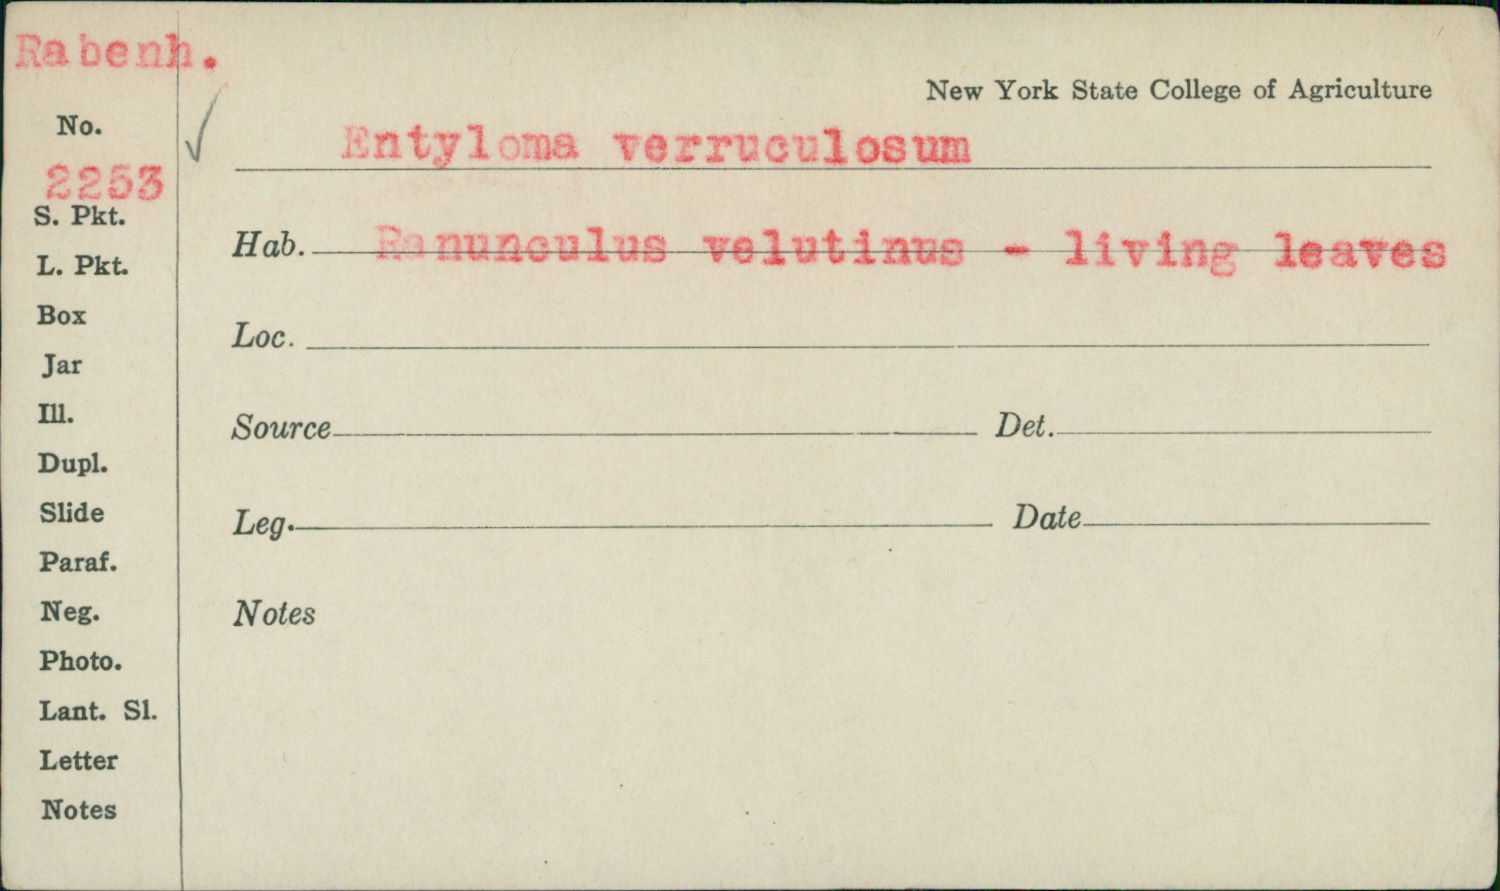 Rabenh.
New York State College of Agriculture
No.
2253
Entyloma verruculosum
S. Pkt.
Hab. Ranunculus velutinus - living leaves
L. Pkt.
Box
Loc.
Jar
Ill.
Source Det.
Dupl.
Slide
Leg. Date
Paraf.
Neg.
Notes
Photo.
Lant. Sl.
Letter
Notes